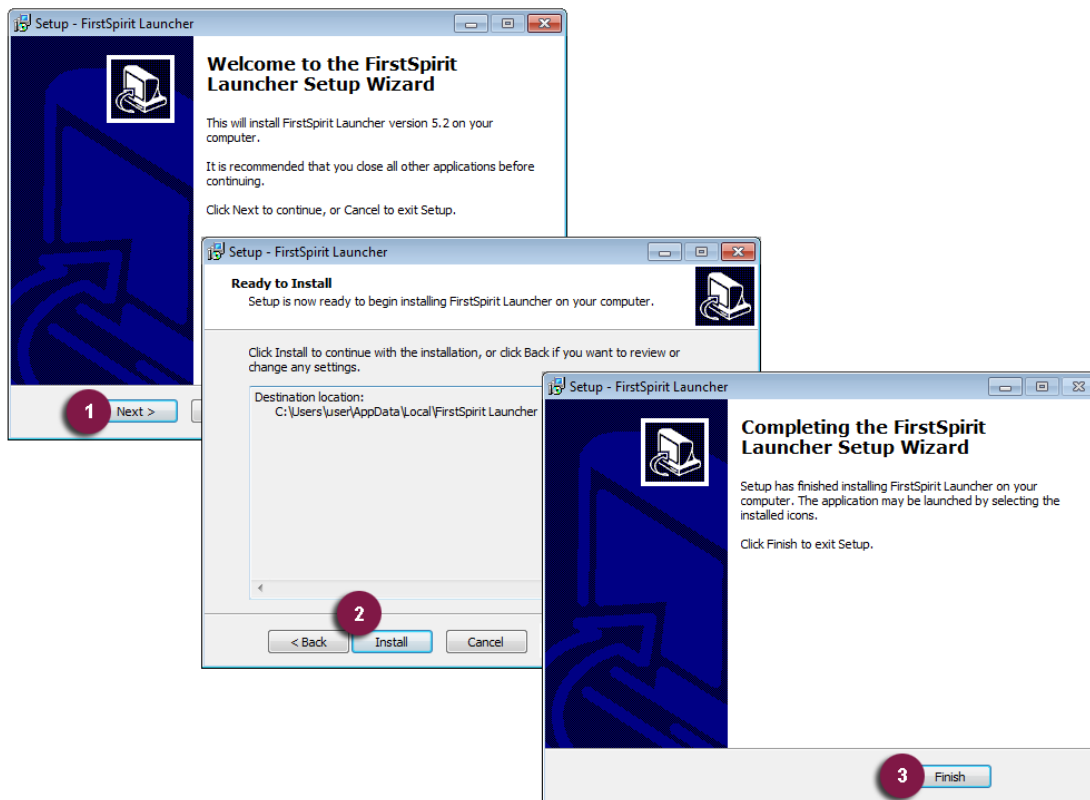 Setup - FirstSpirit Launcher
Welcome to the FirstSpirit
Launcher Setup Wizard
This will install FirstSpirit Launcher version 5.2 on your
computer.
It is recommended that you close all other applications before
continuing.
Click Next to continue, or Cancel to exit Setup.
1
Next >
Setup - FirstSpirit Launcher
Ready to Install
Setup is now ready to begin installing FirstSpirit Launcher on your computer.
Click Install to continue with the installation, or click Back if you want to review or
change any settings.
Destination location:
C:\Users\user\AppData\Local\FirstSpirit Launcher
2
< Back
Install
Cancel
Setup - FirstSpirit Launcher
Completing the FirstSpirit
Launcher Setup Wizard
Setup has finished installing FirstSpirit Launcher on your
computer. The application may be launched by selecting the
installed icons.
Click Finish to exit Setup.
3
Finish